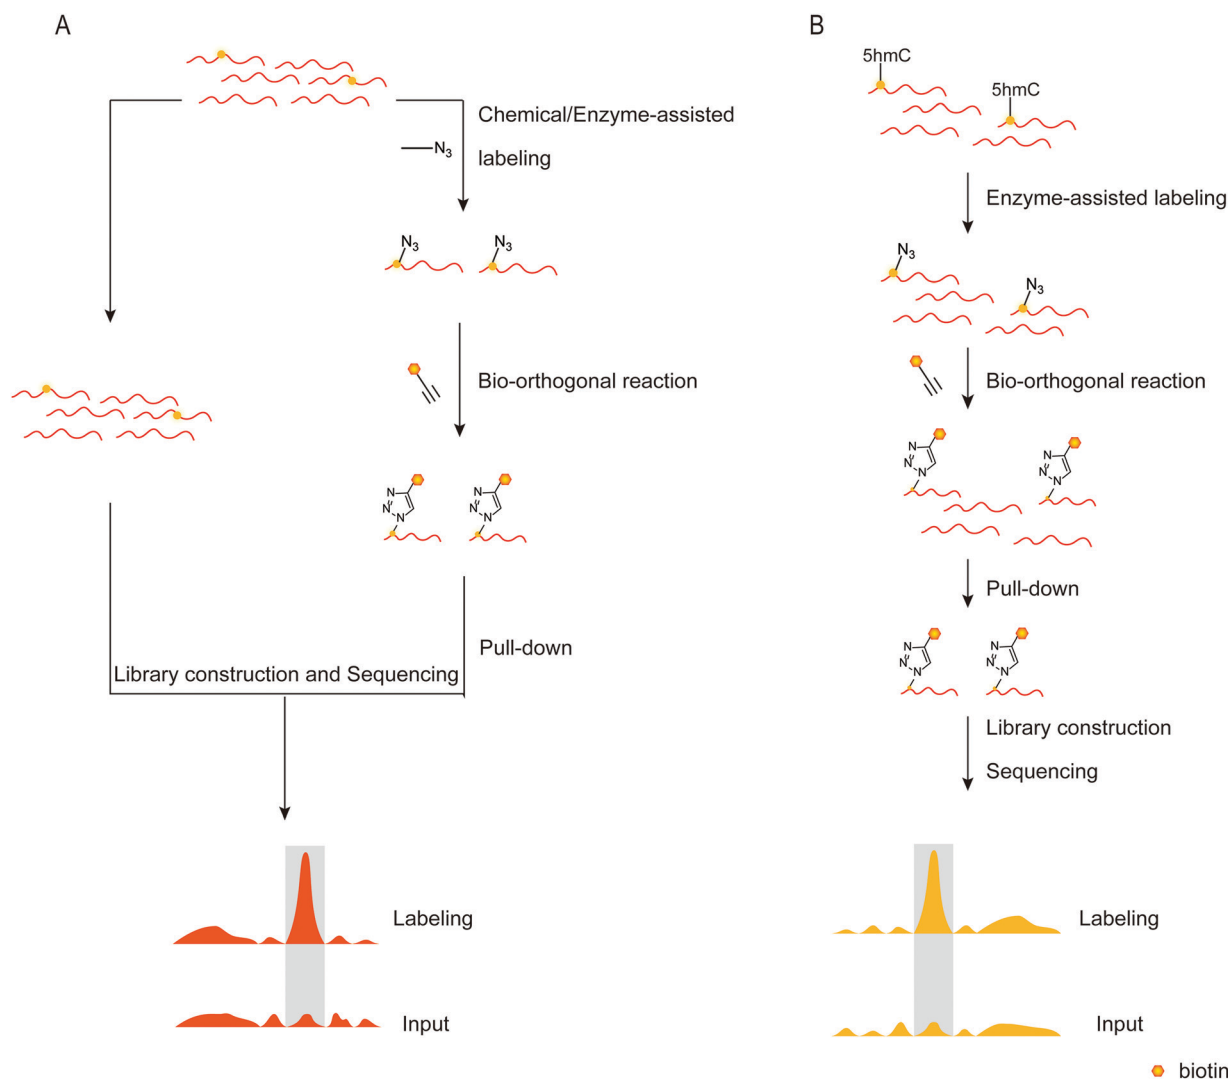 A
Chemical/Enzyme-assisted
N3
labeling
N3
N3
Bio-orthogonal reaction
N
N
N
N
N
N
Pull-down
Library construction and Sequencing
Labeling
Input
B
5hmC
5hmC
Enzyme-assisted labeling
N3
N3
Bio-orthogonal reaction
N
N
N
N
N
N
Pull-down
N
N
N
N
N
N
Library construction
Sequencing
Labeling
Input
biotin